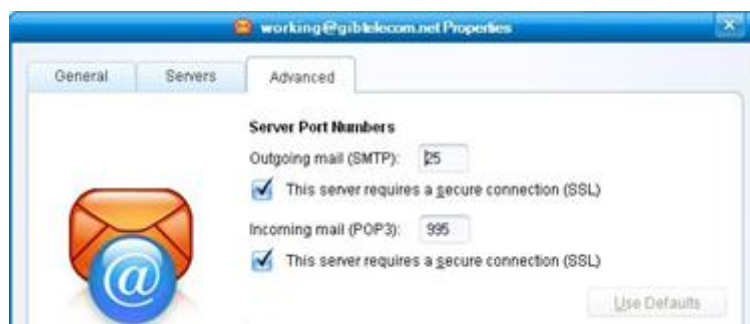 working@gibtelecom.net Properties
General Servers Advanced
Server Port Numbers
Outgoing mail (SMTP): 25
This server requires a secure connection (SSL)
Incoming mail (POP3): 995
This server requires a secure connection (SSL)
Use Defaults